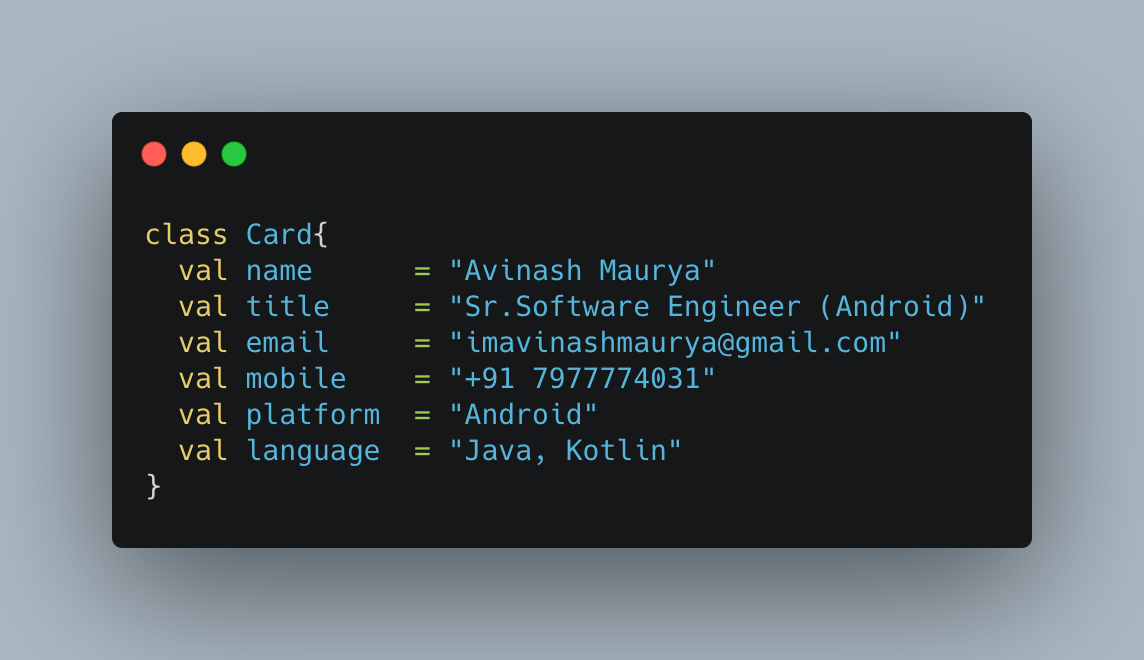 class Card{
  val name      = "Avinash Maurya"
  val title     = "Sr.Software Engineer (Android)"
  val email     = "imavinashmaurya@gmail.com"
  val mobile    = "+91 7977774031"
  val platform  = "Android"
  val language  = "Java, Kotlin"
}